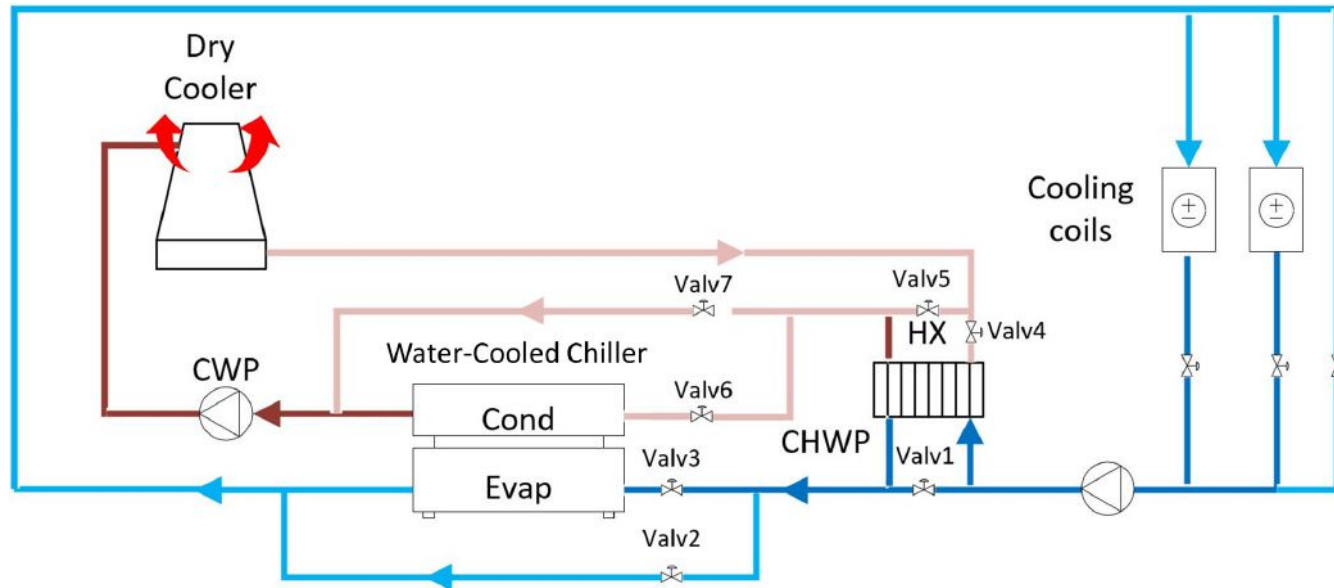 Dry
Cooler
Cooling
coils
Valv7
Valv5
HX
Valv4
Water-Cooled Chiller
CWP
Valv6
Cond
CHWP
Valv3
Valv1
Evap
Valv2